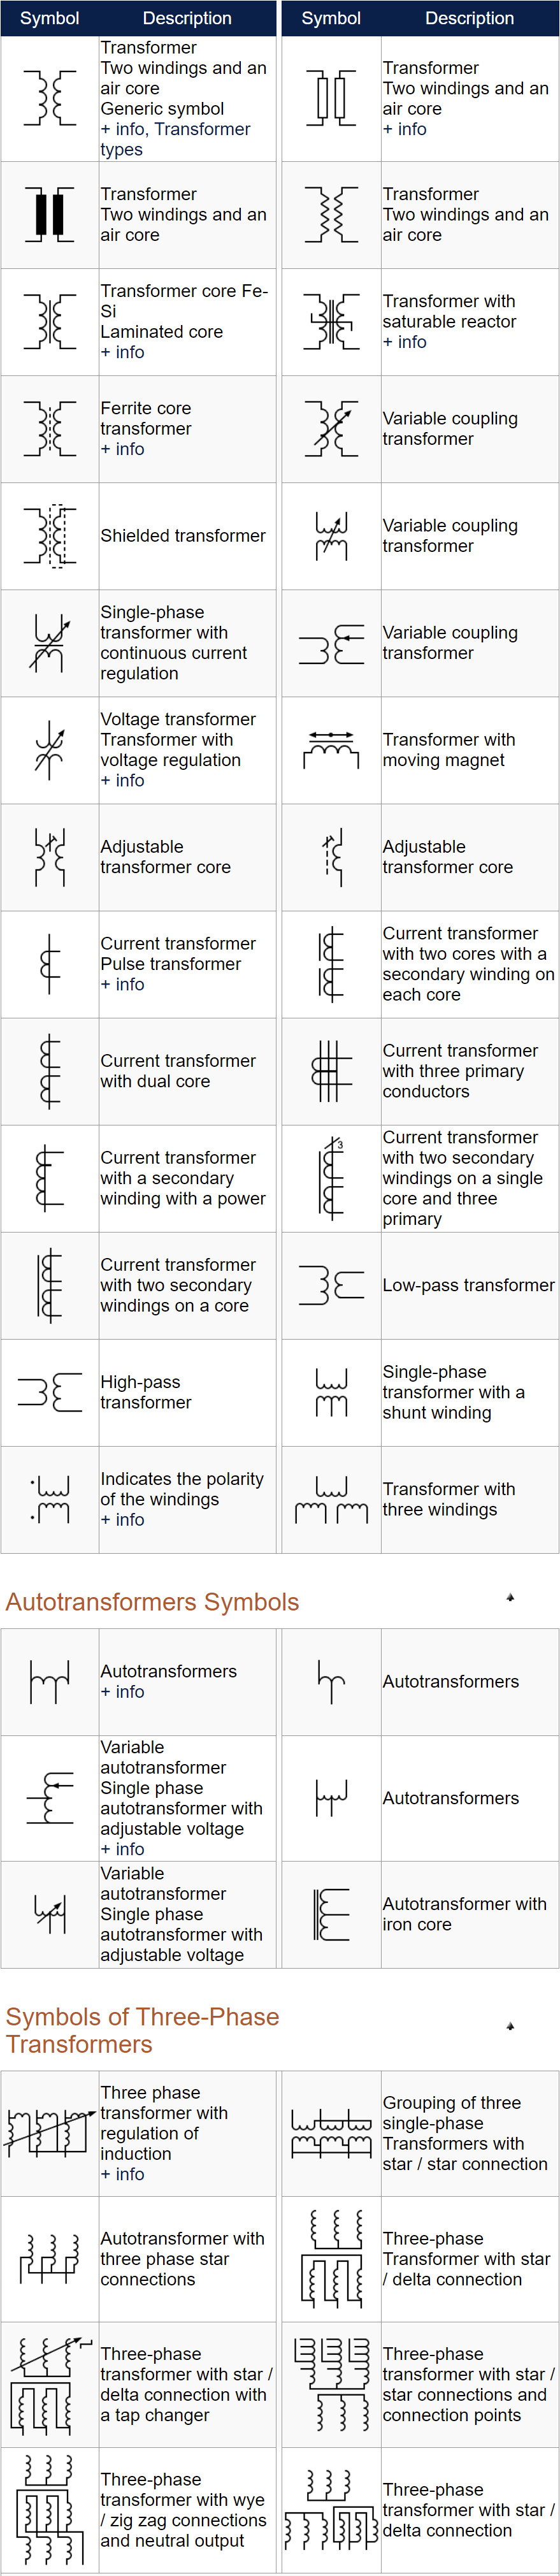 Symbol Description Symbol Description
Transformer
Two windings and an
air core
Generic symbol
+ info, Transformer
types
Transformer
Two windings and an
air core
+ info
Transformer
Two windings and an
air core
Transformer
Two windings and an
air core
Transformer core Fe-
Si
Laminated core
+ info
Transformer with
saturable reactor
+ info
Ferrite core
transformer
+ info
Variable coupling
transformer
Shielded transformer
Variable coupling
transformer
Single-phase
transformer with
continuous current
regulation
Variable coupling
transformer
Voltage transformer
Transformer with
voltage regulation
+ info
Transformer with
moving magnet
Adjustable
transformer core
Adjustable
transformer core
Current transformer
Pulse transformer
+ info
Current transformer
with two cores with a
secondary winding on
each core
Current transformer
with dual core
Current transformer
with three primary
conductors
Current transformer
with a secondary
winding with a power
3
Current transformer
with two secondary
windings on a single
core and three
primary
Current transformer
with two secondary
windings on a core
Low-pass transformer
High-pass
transformer
Single-phase
transformer with a
shunt winding
Indicates the polarity
of the windings
+ info
Transformer with
three windings
Autotransformers Symbols
Autotransformers
+ info
Autotransformers
Variable
autotransformer
Single phase
autotransformer with
adjustable voltage
+ info
Autotransformers
Variable
autotransformer
Single phase
autotransformer with
adjustable voltage
Autotransformer with
iron core
Symbols of Three-Phase
Transformers
Three phase
transformer with
regulation of
induction
+ info
Grouping of three
single-phase
Transformers with
star / star connection
Autotransformer with
three phase star
connections
Three-phase
Transformer with star
/ delta connection
Three-phase
transformer with star /
delta connection with
a tap changer
Three-phase
transformer with star /
star connections and
connection points
Three-phase
transformer with wye
/ zig zag connections
and neutral output
Three-phase
transformer with star /
delta connection